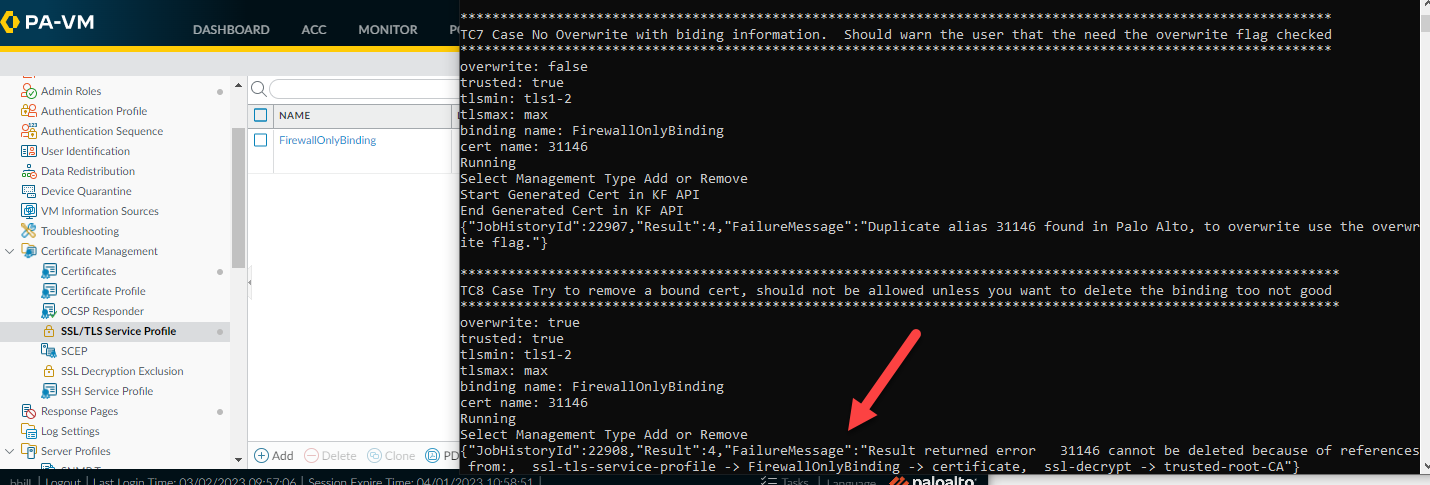 PA-VM
DASHBOARD ACC MONITOR
Admin Roles
Authentication Profile
Authentication Sequence
User Identification
Data Redistribution
Device Quarantine
VM Information Sources
Troubleshooting
Certificate Management
Certificates
Certificate Profile
OCSP Responder
SSL/TLS Service Profile
SCEP
SSL Decryption Exclusion
SSH Service Profile
Response Pages
Log Settings
Server Profiles
NAME
FirewallOnlyBinding
Add Delete Clone PD
TC7 Case No Overwrite with biding information.  Should warn the user that the need the overwrite flag checked
overwrite: false
trusted: true
tlsmin: tls1-2
tlsmax: max
binding name: FirewallOnlyBinding
cert name: 31146
Running
Select Management Type Add or Remove
Start Generated Cert in KF API
End Generated Cert in KF API
{"JobHistoryId":22907,"Result":4,"FailureMessage":"Duplicate alias 31146 found in Palo Alto, to overwrite use the overwr
ite flag."}
TC8 Case Try to remove a bound cert, should not be allowed unless you want to delete the binding too not good
overwrite: true
trusted: true
tlsmin: tls1-2
tlsmax: max
binding name: FirewallOnlyBinding
cert name: 31146
Running
Select Management Type Add or Remove
{"JobHistoryId":22908,"Result":4,"FailureMessage":"Result returned error   31146 cannot be deleted because of references
from:,  ssl-tls-service-profile -> FirewallOnlyBinding -> certificate,  ssl-decrypt -> trusted-root-CA"}
bhill | Logout | Last Login Time: 03/02/2023 09:57:06 | Session Expire Time: 04/01/2023 10:58:51 | Tasks | Language paloalto